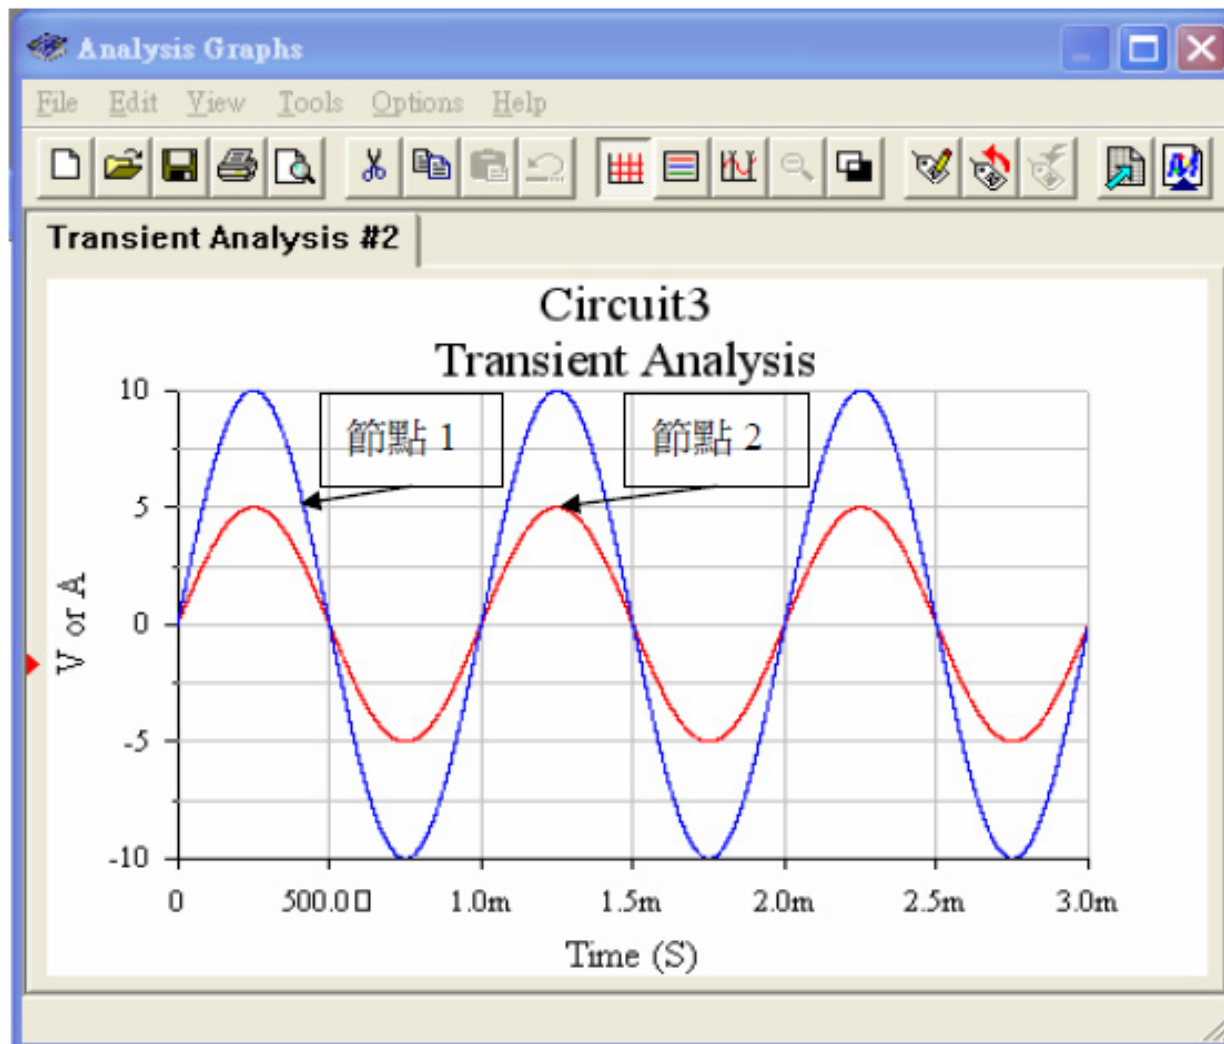 Analysis Graphs
File Edit View Tools Options Help
Transient Analysis #2
Circuit3
Transient Analysis
10
節點 1
節點 2
5
0
-5
-10
V or A
0 500.0□ 1.0m 1.5m 2.0m 2.5m 3.0m
Time (S)